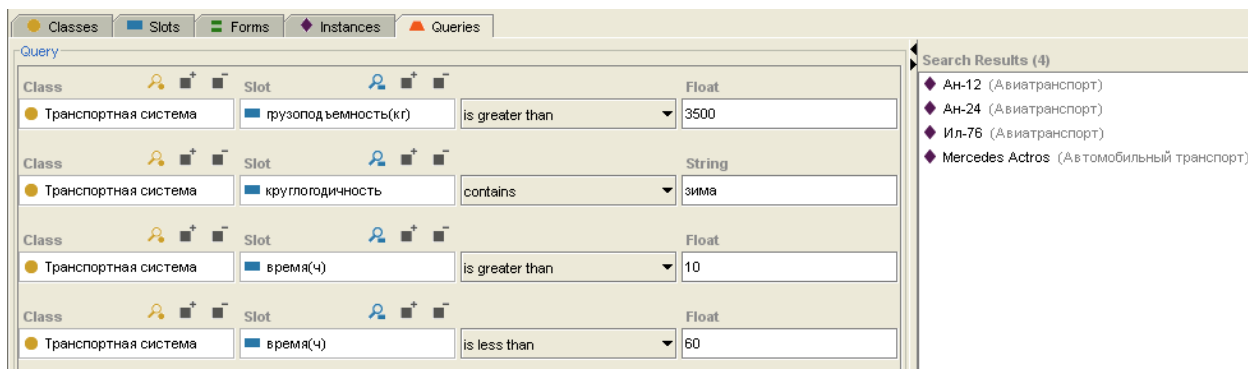 Classes Slots Forms Instances Queries
Query
Search Results (4)
Class Slot Float
Транспортная система грузоподъемность(кг) is greater than 3500
Class Slot String
Транспортная система круглогодичность contains зима
Class Slot Float
Транспортная система время(ч) is greater than 10
Class Slot Float
Транспортная система время(ч) is less than 60
Ан-12 (Авиатранспорт)
Ан-24 (Авиатранспорт)
Ил-76 (Авиатранспорт)
Mercedes Actros (Автомобильный транспорт)